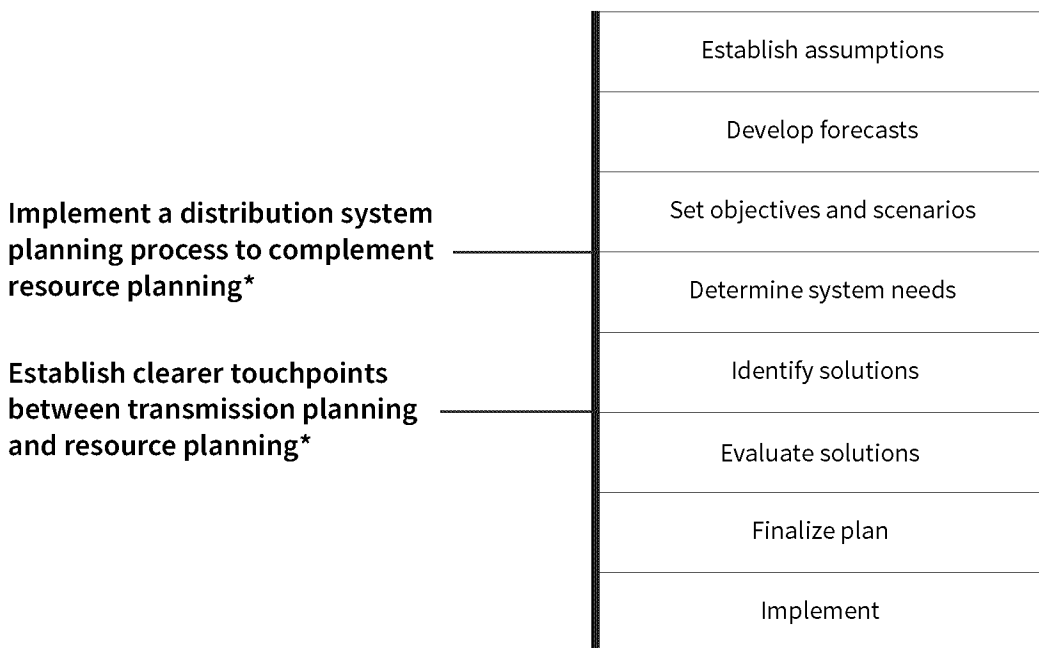 Implement a distribution system
planning process to complement
resource planning*
Establish clearer touchpoints
between transmission planning
and resource planning*
Establish assumptions
Develop forecasts
Set objectives and scenarios
Determine system needs
Identify solutions
Evaluate solutions
Finalize plan
Implement